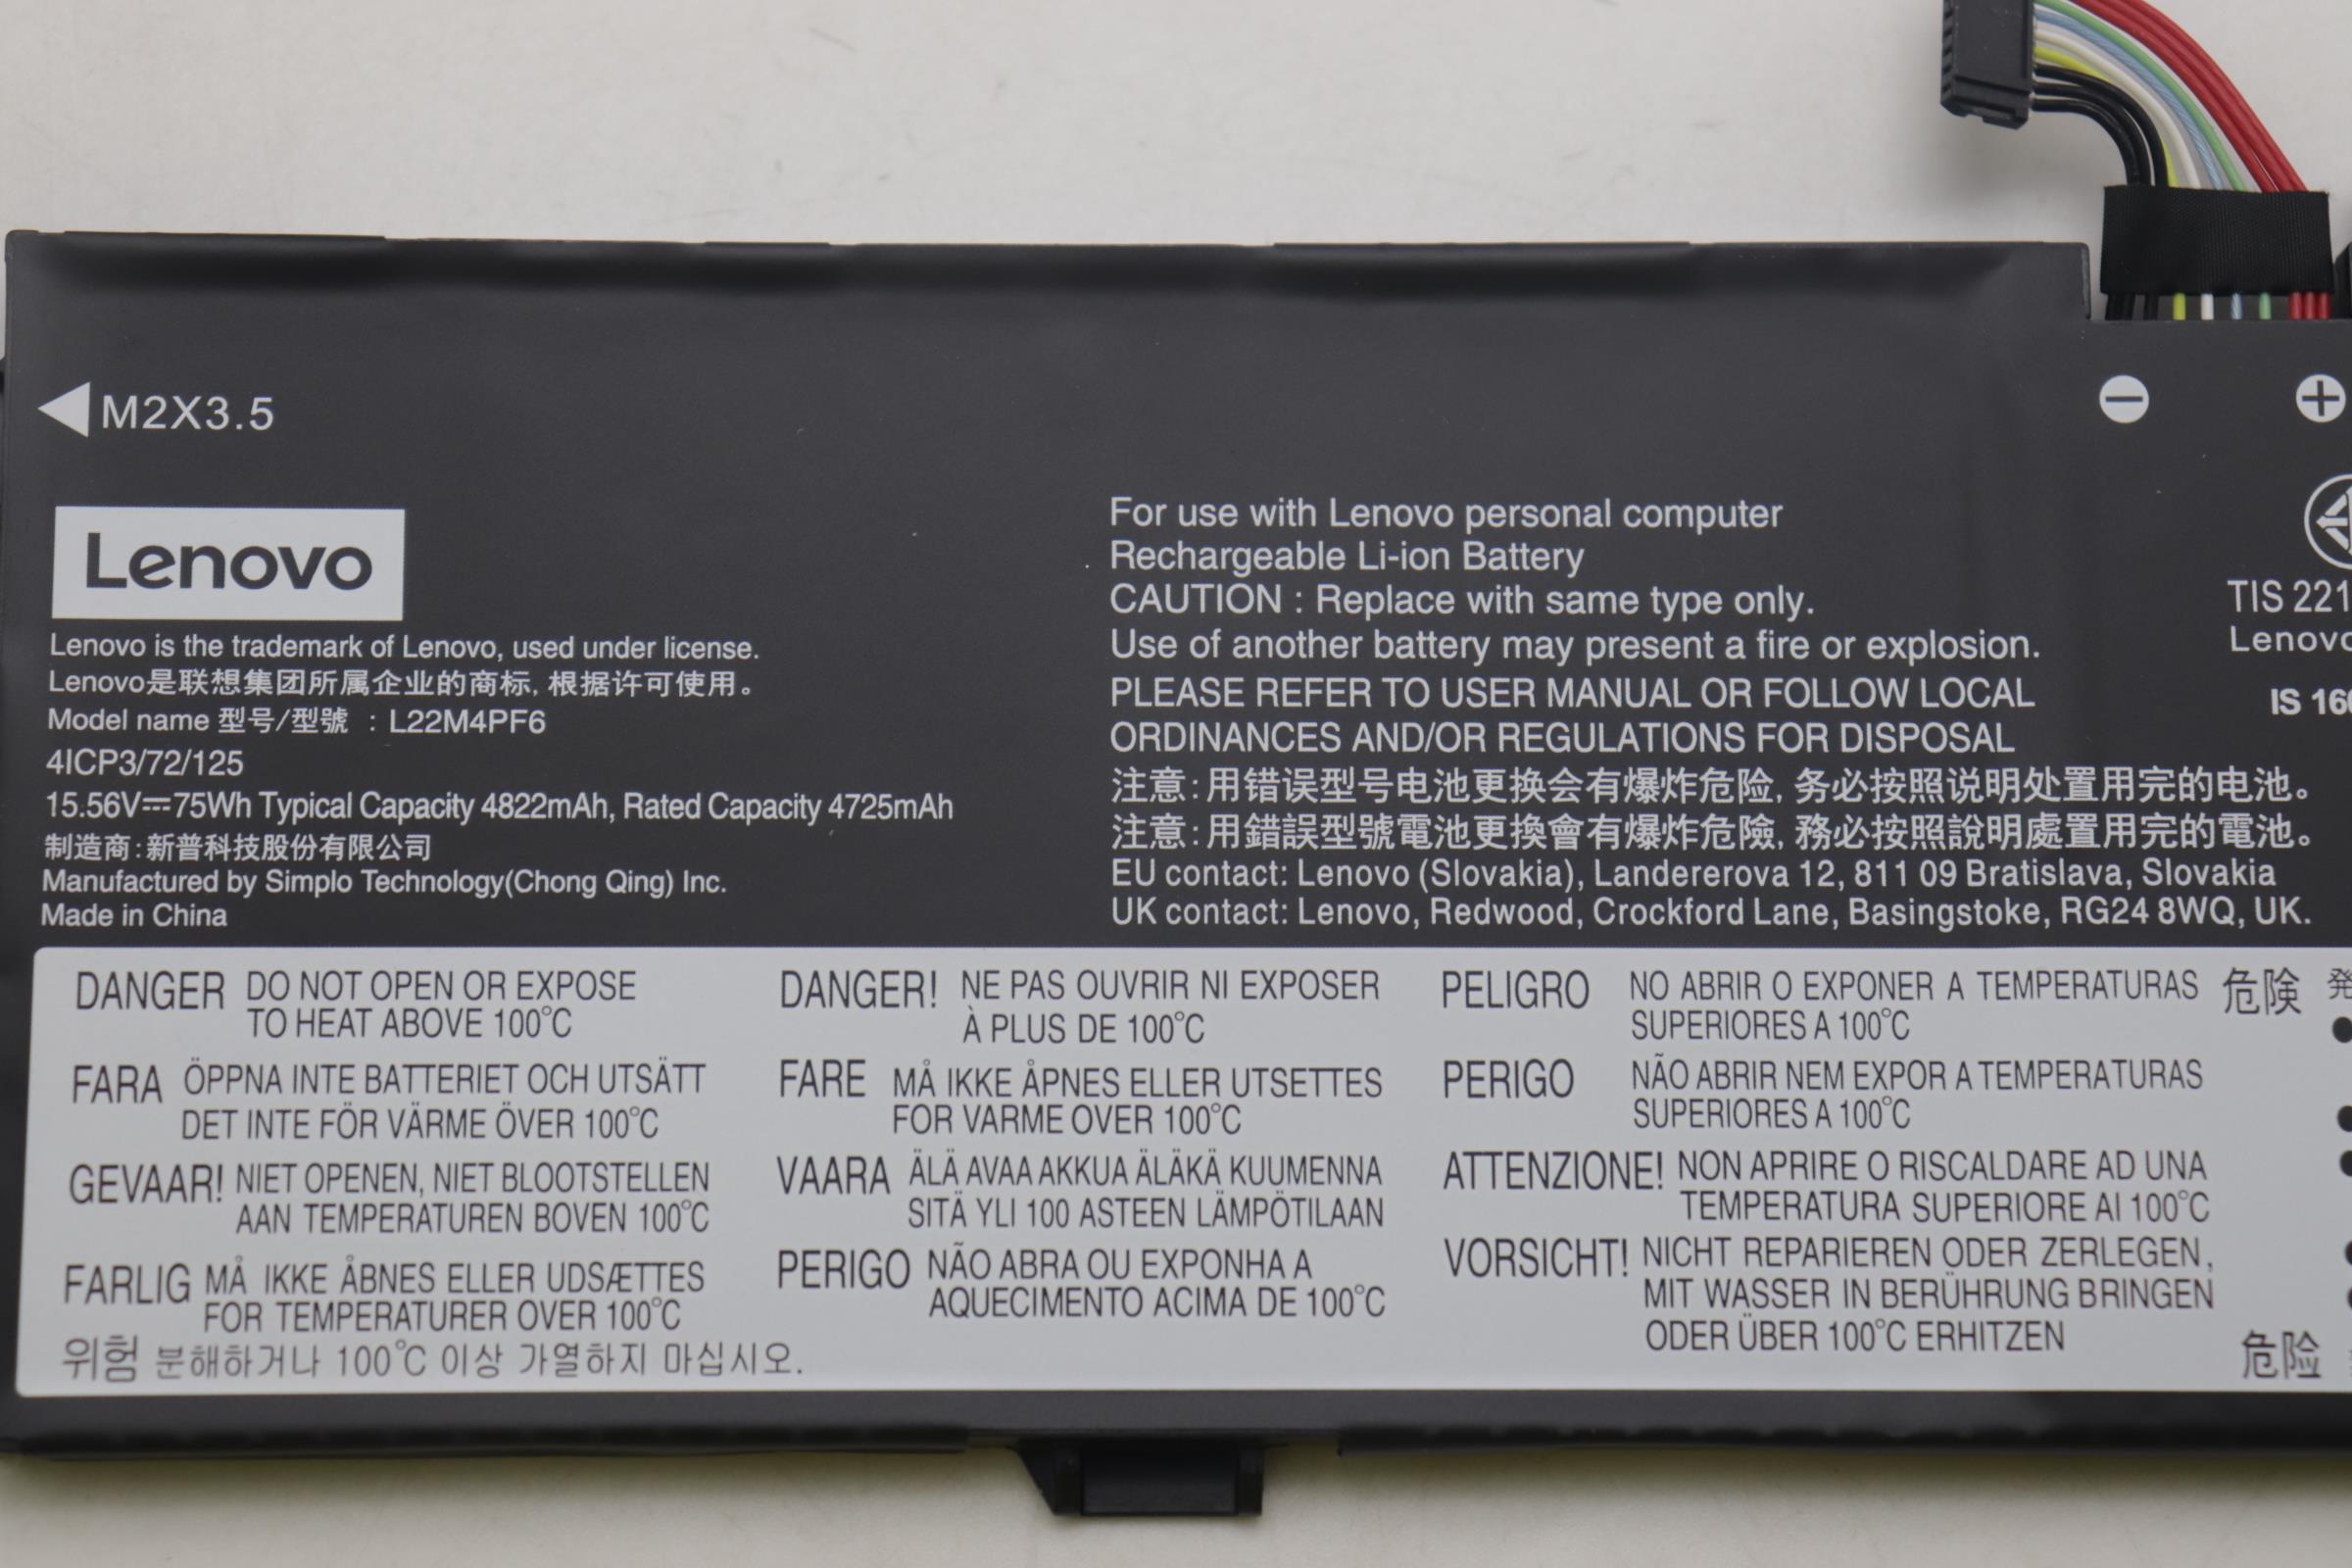 M2X3.5
Lenovo
Lenovo is the trademark of Lenovo, used under license.
Lenovo是联想集团所属企业的商标, 根据许可使用。
Model name 型号/型號 : L22M4PF6
4ICP3/72/125
15.56V⎓75Wh Typical Capacity 4822mAh, Rated Capacity 4725mAh
制造商:新普科技股份有限公司
Manufactured by Simplo Technology(Chong Qing) Inc.
Made in China
For use with Lenovo personal computer
Rechargeable Li-ion Battery
CAUTION : Replace with same type only.
Use of another battery may present a fire or explosion.
PLEASE REFER TO USER MANUAL OR FOLLOW LOCAL
ORDINANCES AND/OR REGULATIONS FOR DISPOSAL
注意:用错误型号电池更换会有爆炸危险, 务必按照说明处置用完的电池。
注意:用錯誤型號電池更換會有爆炸危險, 務必按照說明處置用完的電池。
EU contact: Lenovo (Slovakia), Landererova 12, 811 09 Bratislava, Slovakia
UK contact: Lenovo, Redwood, Crockford Lane, Basingstoke, RG24 8WQ, UK.
TIS 221
Lenovo
IS 160
DANGER DO NOT OPEN OR EXPOSE
TO HEAT ABOVE 100°C
FARA ÖPPNA INTE BATTERIET OCH UTSÄTT
DET INTE FÖR VÄRME ÖVER 100°C
GEVAAR! NIET OPENEN, NIET BLOOTSTELLEN
AAN TEMPERATUREN BOVEN 100°C
FARLIG MÅ IKKE ÅBNES ELLER UDSÆTTES
FOR TEMPERATURER OVER 100°C
위험 분해하거나 100°C 이상 가열하지 마십시오.
DANGER! NE PAS OUVRIR NI EXPOSER
À PLUS DE 100°C
FARE MÅ IKKE ÅPNES ELLER UTSETTES
FOR VARME OVER 100°C
VAARA ÄLÄ AVAA AKKUA ÄLÄKÄ KUUMENNA
SITÄ YLI 100 ASTEEN LÄMPÖTILAAN
PERIGO NÃO ABRA OU EXPONHA A
AQUECIMENTO ACIMA DE 100°C
PELIGRO NO ABRIR O EXPONER A TEMPERATURAS
SUPERIORES A 100°C
PERIGO NÃO ABRIR NEM EXPOR A TEMPERATURAS
SUPERIORES A 100°C
ATTENZIONE! NON APRIRE O RISCALDARE AD UNA
TEMPERATURA SUPERIORE AI 100°C
VORSICHT! NICHT REPARIEREN ODER ZERLEGEN,
MIT WASSER IN BERÜHRUNG BRINGEN
ODER ÜBER 100°C ERHITZEN
危険 発
危险